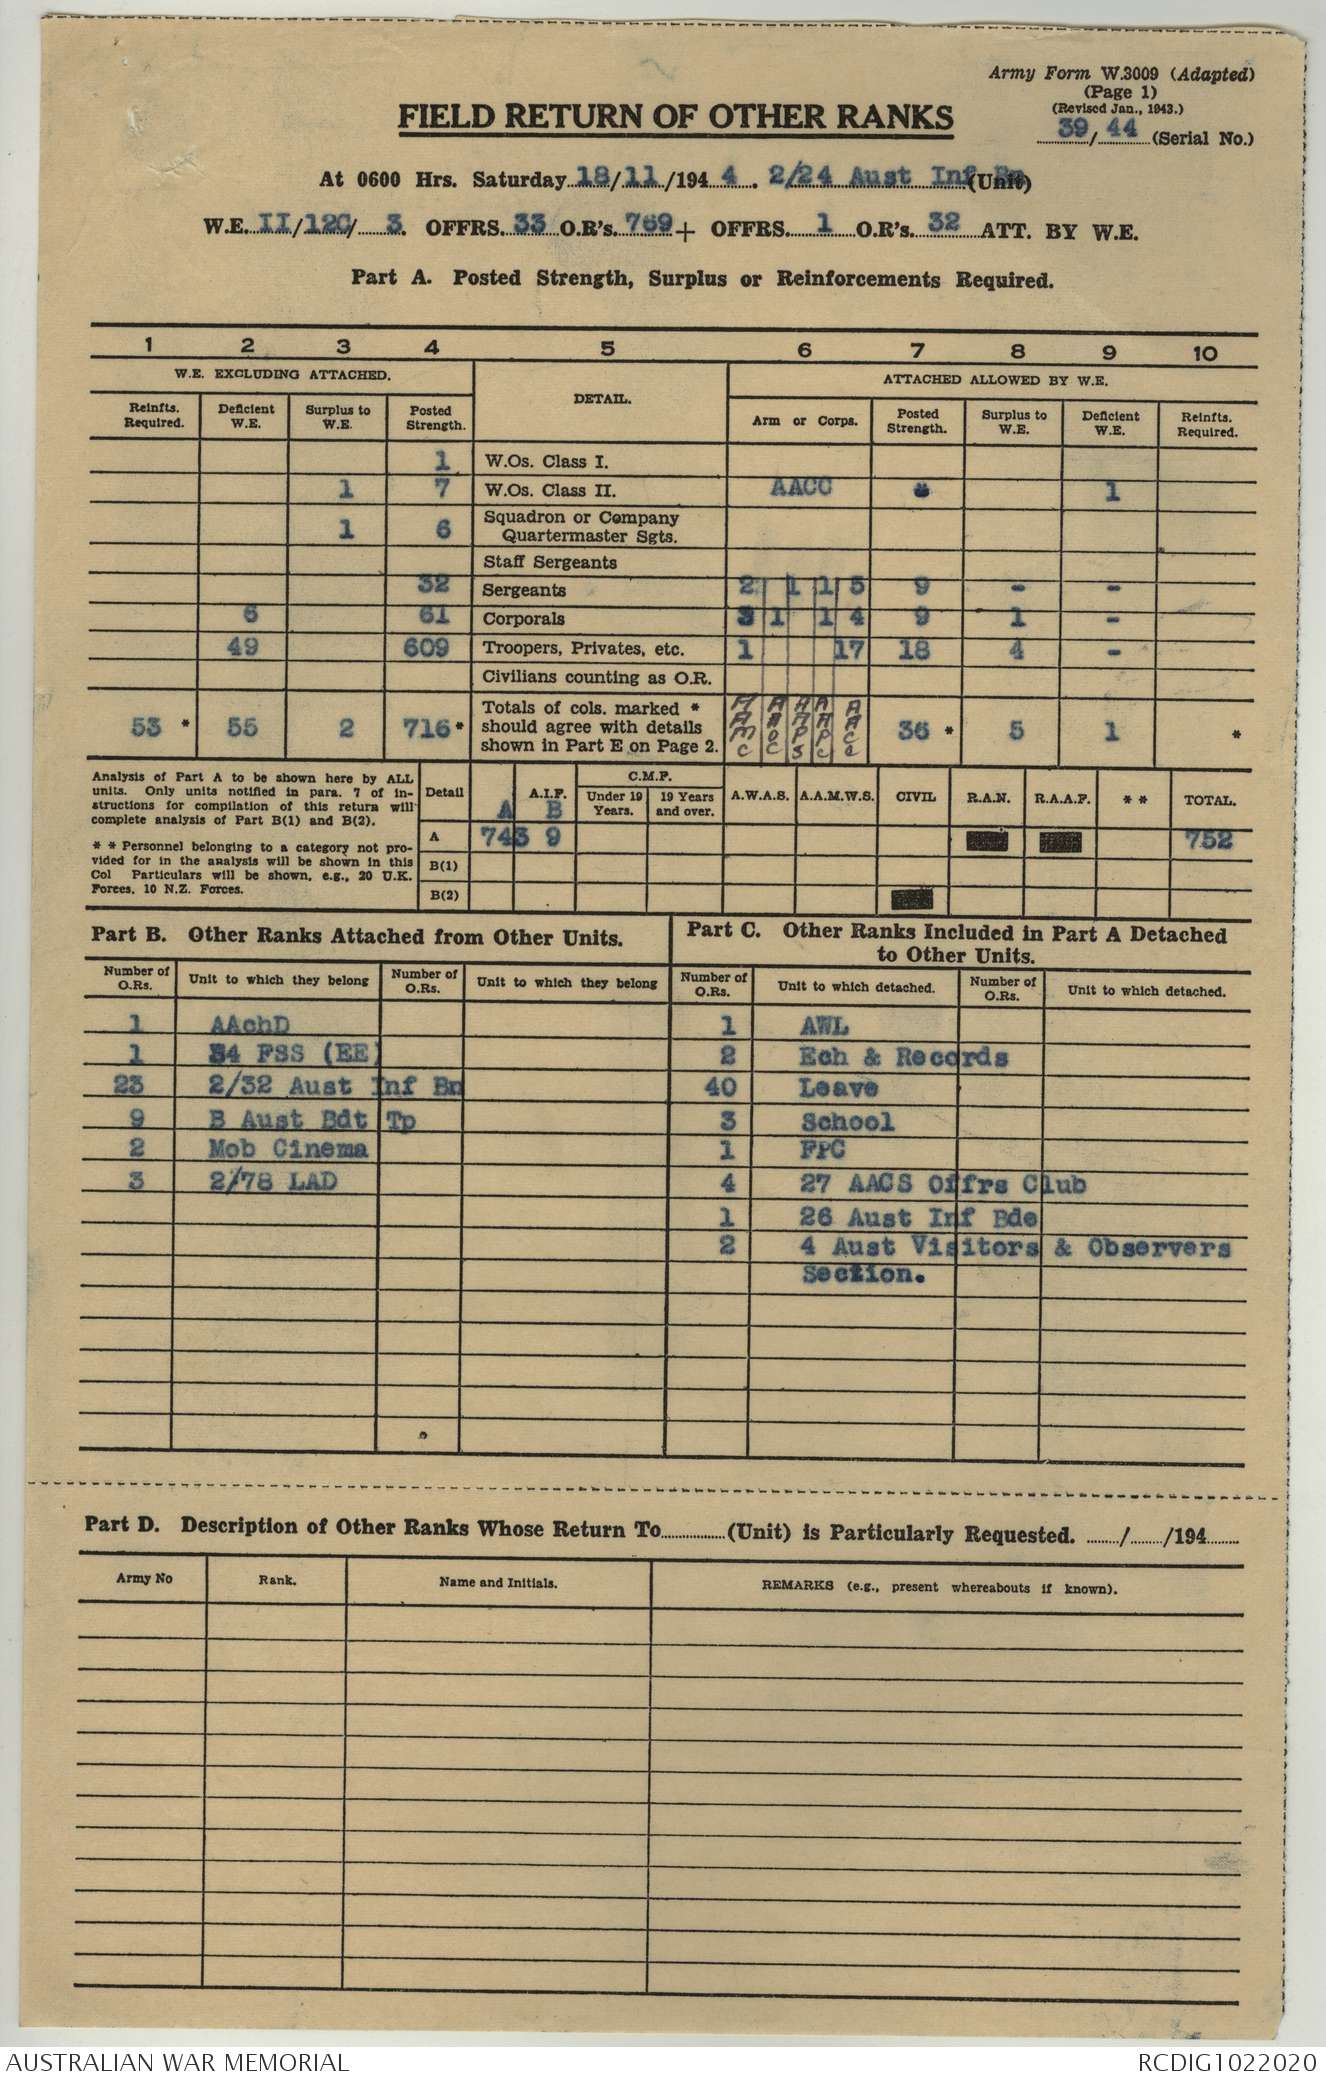 Army Form W.3009 (Adapted)
(Page 1)
(Revised Jan., 1943.)
39/44 (Serial No.)
FIELD RETURN OF OTHER RANKS
At 0600 Hrs. Saturday 18/11/194 4. 2/24 Aust Inf Bn (Unit)
W.E. II/12C/ 3. OFFRS. 33 O.R's. 769 + OFFRS. 1 O.R's. 32 ATT. BY W.E.
Part A. Posted Strength, Surplus or Reinforcements Required.
1 2 3 4 5 6 7 8 9 10
W.E. EXCLUDING ATTACHED. DETAIL. ATTACHED ALLOWED BY W.E.
Reinfts. Required. Deficient W.E. Surplus to W.E. Posted Strength. Arm or Corps. Posted Strength. Surplus to W.E. Deficient W.E. Reinfts. Required.
1 W.Os. Class I.
1 7 W.Os. Class II. AACC 1
1 6 Squadron or Company Quartermaster Sgts.
Staff Sergeants
32 Sergeants 2 1 1 5 9 - -
6 61 Corporals 3 1 1 4 9 1 -
49 609 Troopers, Privates, etc. 1 17 18 4 -
Civilians counting as O.R.
53 * 55 2 716 * Totals of cols. marked * should agree with details shown in Part E on Page 2. AAMC AAOC AAPS AAPC AACC 36 * 5 1 *
Analysis of Part A to be shown here by ALL units. Only units notified in para. 7 of instructions for compilation of this return will complete analysis of Part B(1) and B(2).
* * Personnel belonging to a category not provided for in the analysis will be shown in this Col Particulars will be shown, e.g., 20 U.K. Forces, 10 N.Z. Forces.
Detail A.I.F. A B C.M.F. Under 19 Years. 19 Years and over. A.W.A.S. A.A.M.W.S. CIVIL R.A.N. R.A.A.F. * * TOTAL.
A 743 9 752
B(1)
B(2)
Part B. Other Ranks Attached from Other Units.
Number of O.Rs. Unit to which they belong Number of O.Rs. Unit to which they belong
1 AAchD
1 34 FSS (EE)
23 2/32 Aust Inf Bn
9 B Aust Bdt Tp
2 Mob Cinema
3 2/78 LAD
Part C. Other Ranks Included in Part A Detached to Other Units.
Number of O.Rs. Unit to which detached. Number of O.Rs. Unit to which detached.
1 AWL
2 Ech & Records
40 Leave
3 School
1 FPC
4 27 AACS Offrs Club
1 26 Aust Inf Bde
2 4 Aust Visitors & Observers
Section.
Part D. Description of Other Ranks Whose Return To (Unit) is Particularly Requested. / /194
Army No Rank. Name and Initials. REMARKS (e.g., present whereabouts if known).
AUSTRALIAN WAR MEMORIAL RCDIG1022020